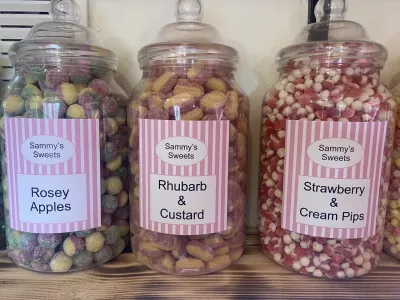 Sammy's
Sweets
Rosey
Apples
Sammy's
Sweets
Rhubarb
&
Custard
Sammy's
Sweets
Strawberry
&
Cream Pips